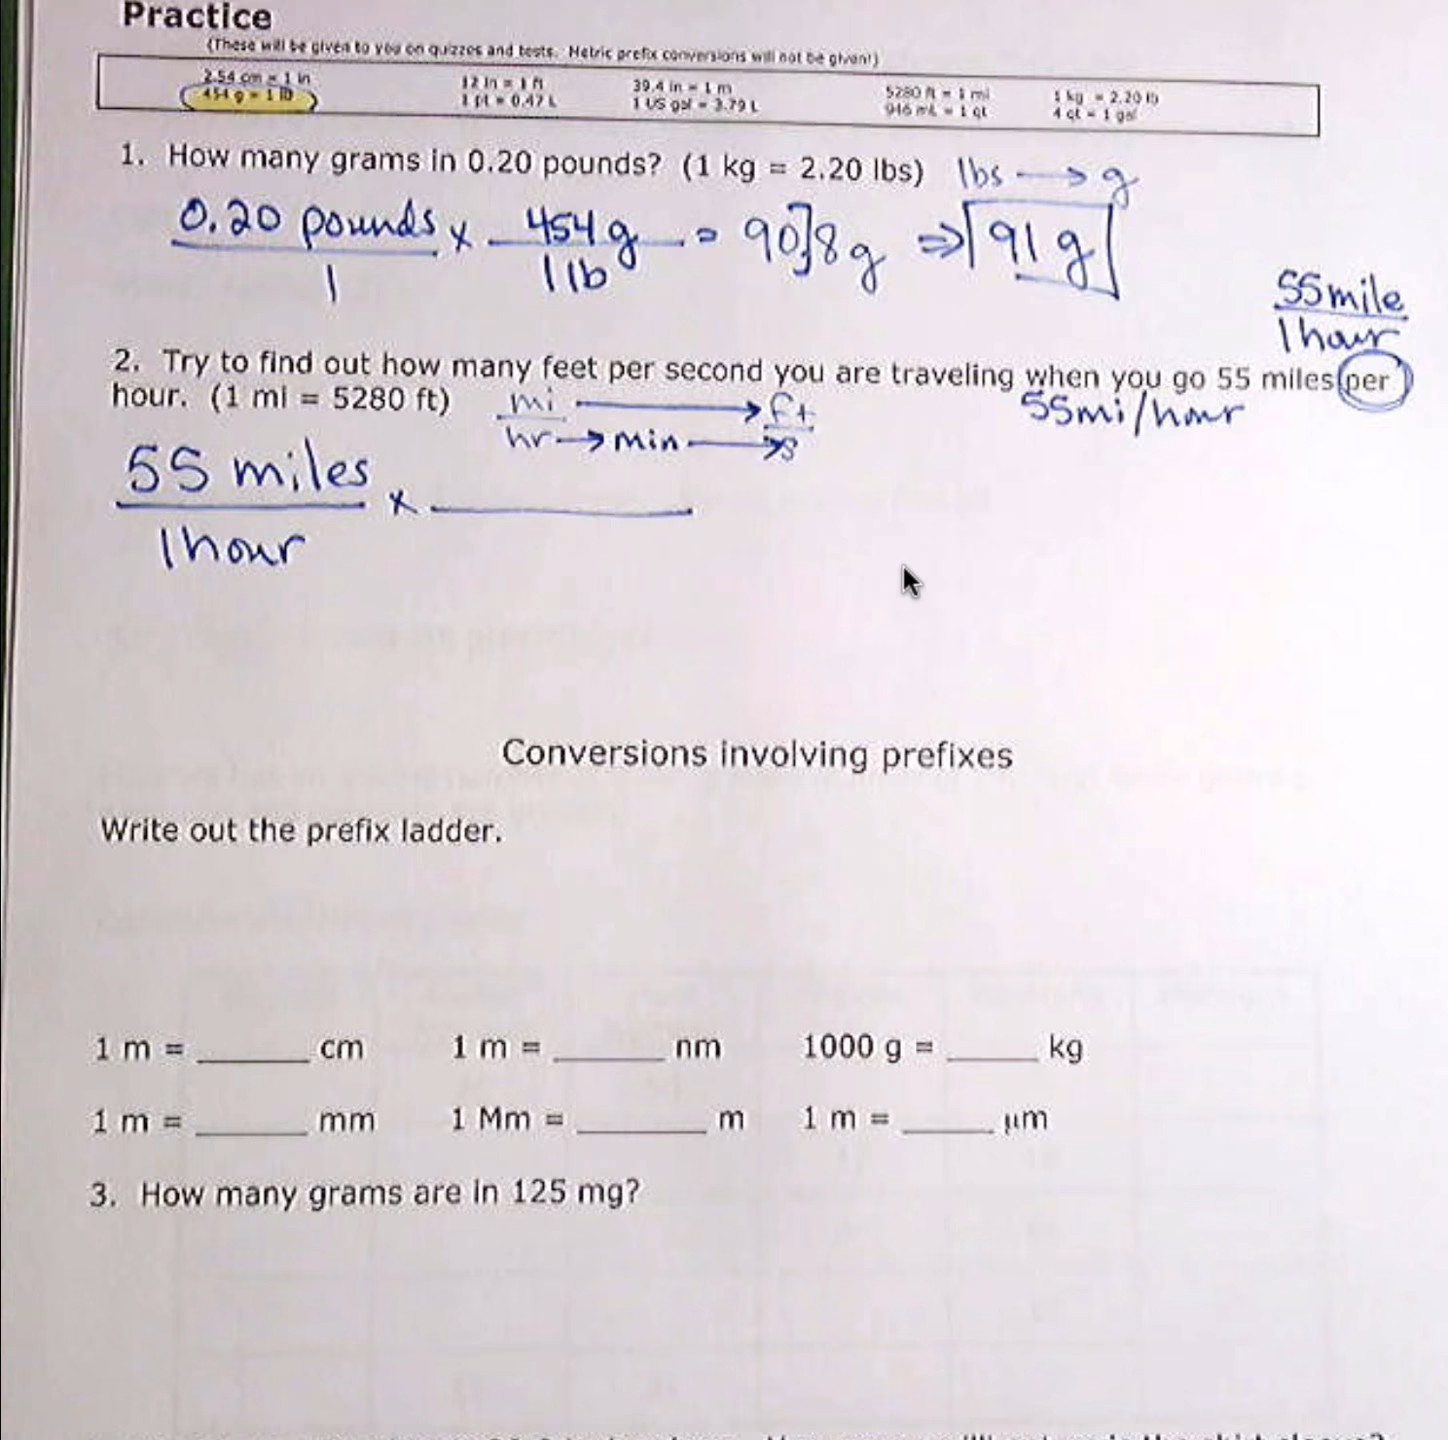 Practice
(These will be given to you on quizzes and tests. Metric prefix conversions will not be given!)
2.54 cm = 1 in 12 in = 1 ft 39.4 in = 1 m 5280 ft = 1 mi 1 kg = 2.20 lb
454 g = 1 lb 1 pt = 0.47 L 1 US gal = 3.79 L 946 mL = 1 qt 4 qt = 1 gal
1. How many grams in 0.20 pounds? (1 kg = 2.20 lbs) lbs → g
0.20 pounds x 454 g = 90.8 g ⇒ 91 g
1 1 lb
55 mile
1 hour
2. Try to find out how many feet per second you are traveling when you go 55 miles per
hour. (1 mi = 5280 ft) mi → ft 55mi/hour
hr → min → s
55 miles x
1 hour
Conversions involving prefixes
Write out the prefix ladder.
1 m = ______ cm 1 m = ______ nm 1000 g = _____ kg
1 m = ______ mm 1 Mm = _______ m 1 m = _____ µm
3. How many grams are in 125 mg?